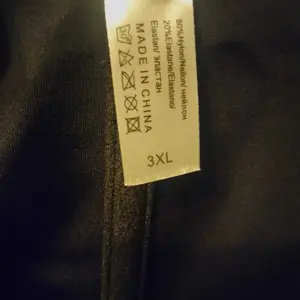 80%Nylon/Nailon/ нейлон
20%Elastane/Elastano/
Elastan/ эластан
MADE IN CHINA
3XL